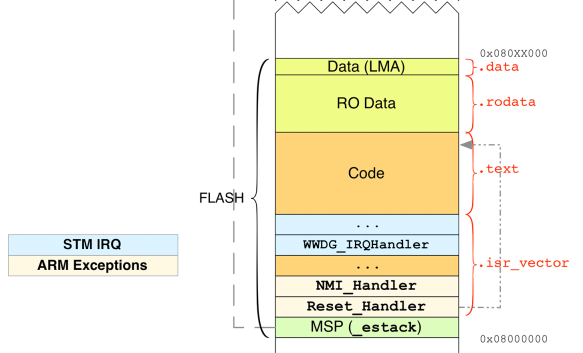 0x080XX000
Data (LMA)
.data
RO Data
.rodata
Code
.text
FLASH
...
STM IRQ
WWDG_IRQHandler
ARM Exceptions
...
.isr_vector
NMI_Handler
Reset_Handler
MSP (_estack)
0x08000000